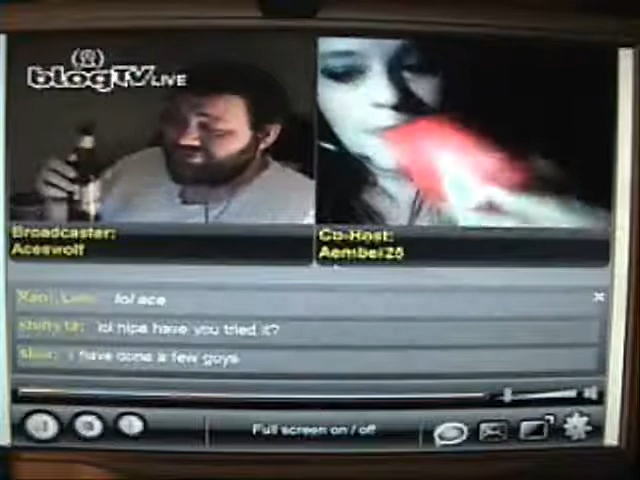 blogTV LIVE
Broadcaster:
Aceswolf
Co-Host:
Aember25
lol ace
lol nipa have you tried it?
i have done a few guys
Full screen on / off